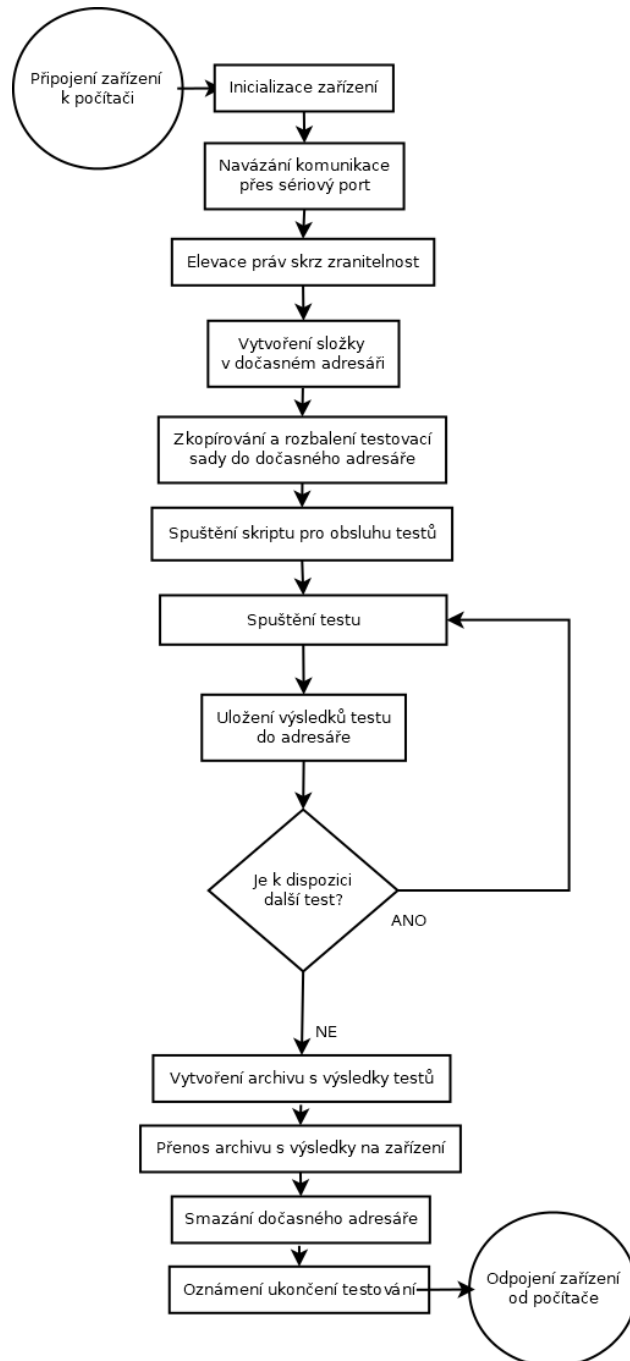 Připojení zařízení
k počítači
Inicializace zařízení
Navázání komunikace
přes sériový port
Elevace práv skrz zranitelnost
Vytvoření složky
v dočasném adresáři
Zkopírování a rozbalení testovací
sady do dočasného adresáře
Spuštění skriptu pro obsluhu testů
Spuštění testu
Uložení výsledků testu
do adresáře
Je k dispozici
další test?
ANO
NE
Vytvoření archivu s výsledky testů
Přenos archivu s výsledky na zařízení
Smazání dočasného adresáře
Oznámení ukončení testování
Odpojení zařízení
od počítače